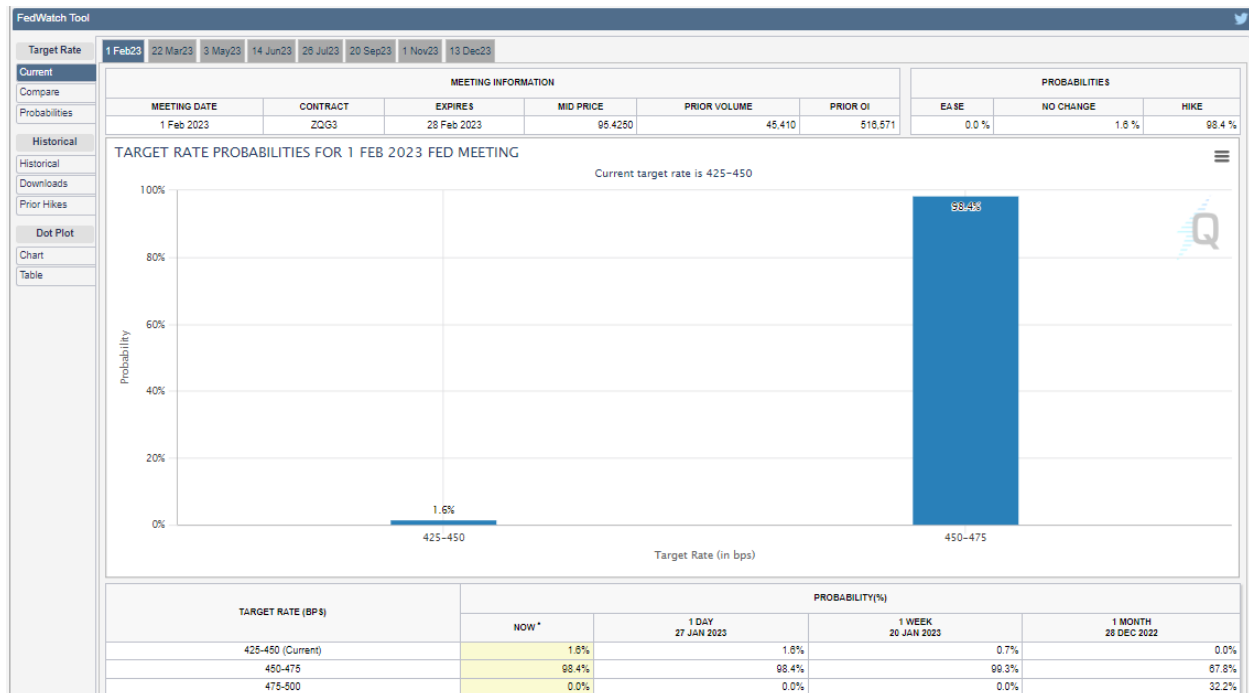 FedWatch Tool
Target Rate
Current
Compare
Probabilities
Historical
Historical
Downloads
Prior Hikes
Dot Plot
Chart
Table
1 Feb23 22 Mar23 3 May23 14 Jun23 26 Jul23 20 Sep23 1 Nov23 13 Dec23
MEETING INFORMATION
MEETING DATE CONTRACT EXPIRES MID PRICE PRIOR VOLUME PRIOR OI
1 Feb 2023 ZQG3 28 Feb 2023 95.4250 45,410 516,571
PROBABILITIES
EASE NO CHANGE HIKE
0.0 % 1.6 % 98.4 %
TARGET RATE PROBABILITIES FOR 1 FEB 2023 FED MEETING
Current target rate is 425-450
Probability
100%
80%
60%
40%
20%
0%
98.4%
1.6%
Q
425-450 450-475
Target Rate (in bps)
TARGET RATE (BPS) PROBABILITY(%)
NOW * 1 DAY 27 JAN 2023 1 WEEK 20 JAN 2023 1 MONTH 28 DEC 2022
425-450 (Current) 1.6% 1.6% 0.7% 0.0%
450-475 98.4% 98.4% 99.3% 67.8%
475-500 0.0% 0.0% 0.0% 32.2%